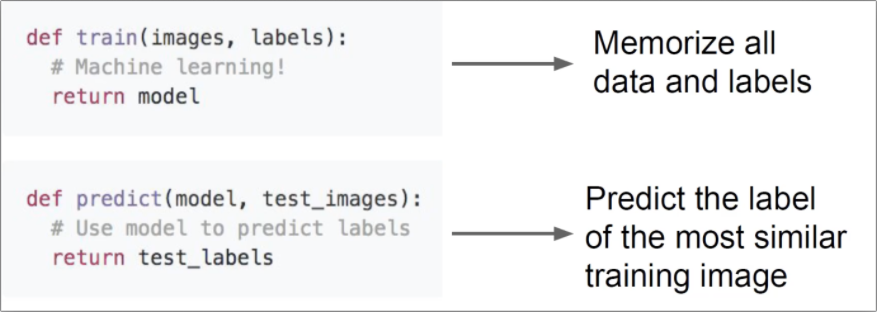 def train(images, labels):
# Machine learning!
return model
Memorize all
data and labels
def predict(model, test_images):
# Use model to predict labels
return test_labels
Predict the label
of the most similar
training image